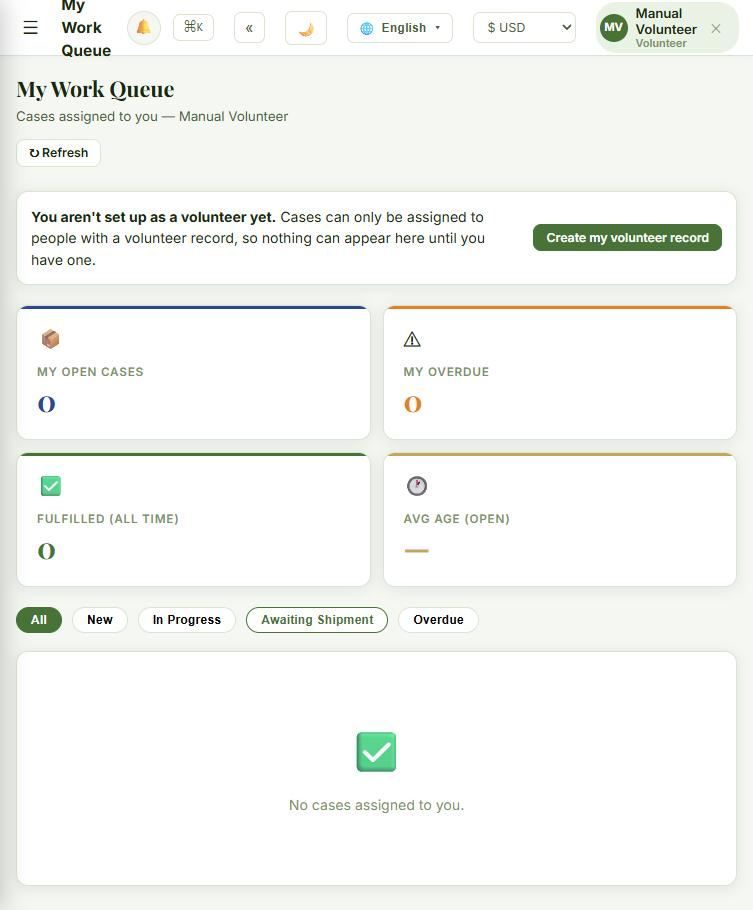 ☰ My Work Queue 🔔 ⌘K « 🌙 🌐 English ▾ $ USD MV Manual Volunteer Volunteer ×
My Work Queue
Cases assigned to you — Manual Volunteer
↻ Refresh
You aren't set up as a volunteer yet. Cases can only be assigned to
people with a volunteer record, so nothing can appear here until you
have one.
Create my volunteer record
MY OPEN CASES
0
MY OVERDUE
0
FULFILLED (ALL TIME)
0
AVG AGE (OPEN)
—
All New In Progress Awaiting Shipment Overdue
No cases assigned to you.